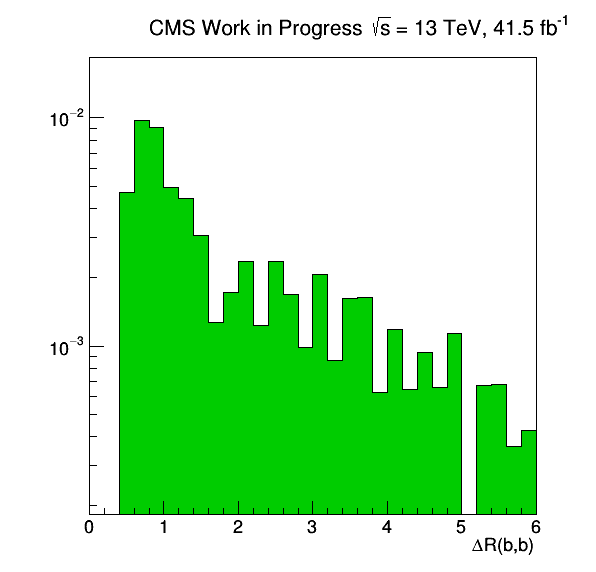 CMS Work in Progress √s = 13 TeV, 41.5 fb⁻¹
10⁻²
10⁻³
0 1 2 3 4 5 6
ΔR(b,b)